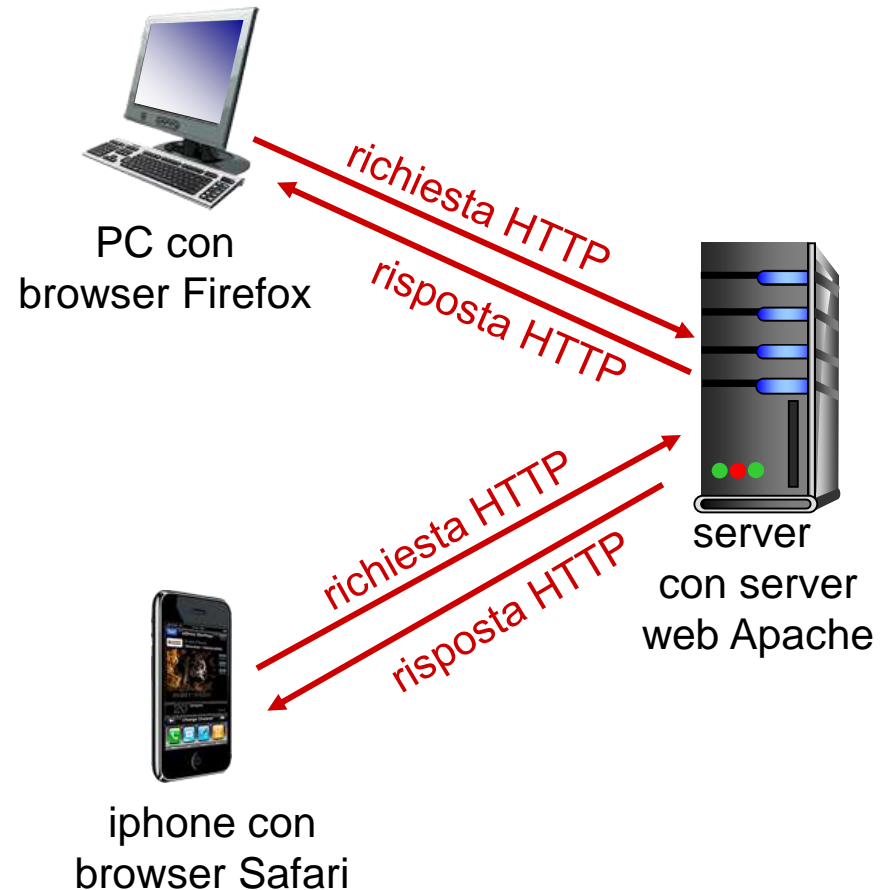 richiesta HTTP
risposta HTTP
PC con
browser Firefox
richiesta HTTP
risposta HTTP
server
con server
web Apache
iphone con
browser Safari